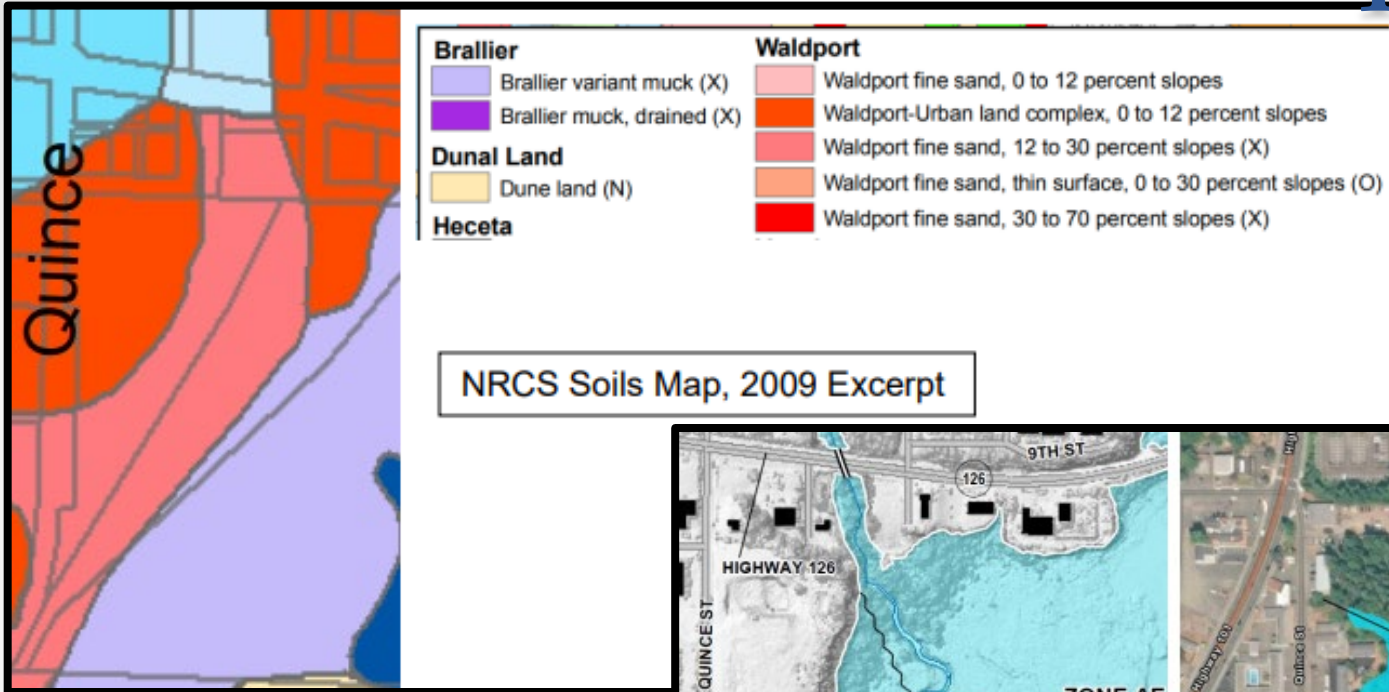 Quince
Brallier
Brallier variant muck (X)
Brallier muck, drained (X)
Dunal Land
Dune land (N)
Heceta
Waldport
Waldport fine sand, 0 to 12 percent slopes
Waldport-Urban land complex, 0 to 12 percent slopes
Waldport fine sand, 12 to 30 percent slopes (X)
Waldport fine sand, thin surface, 0 to 30 percent slopes (O)
Waldport fine sand, 30 to 70 percent slopes (X)
NRCS Soils Map, 2009 Excerpt
9TH ST
126
HIGHWAY 126
QUINCE ST
ZONE AE
Highway 101
Quince St